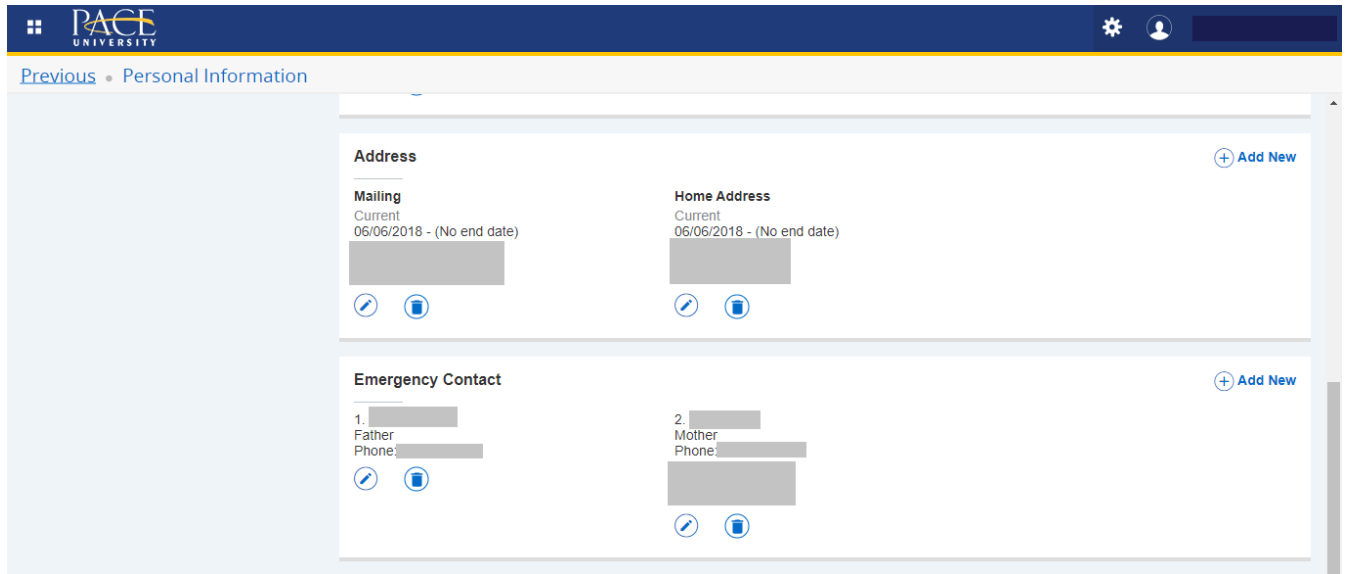 PACE
UNIVERSITY
Previous • Personal Information
Address
Add New
Mailing
Current
06/06/2018 - (No end date)
Home Address
Current
06/06/2018 - (No end date)
Emergency Contact
Add New
1.
Father
Phone:
2.
Mother
Phone: